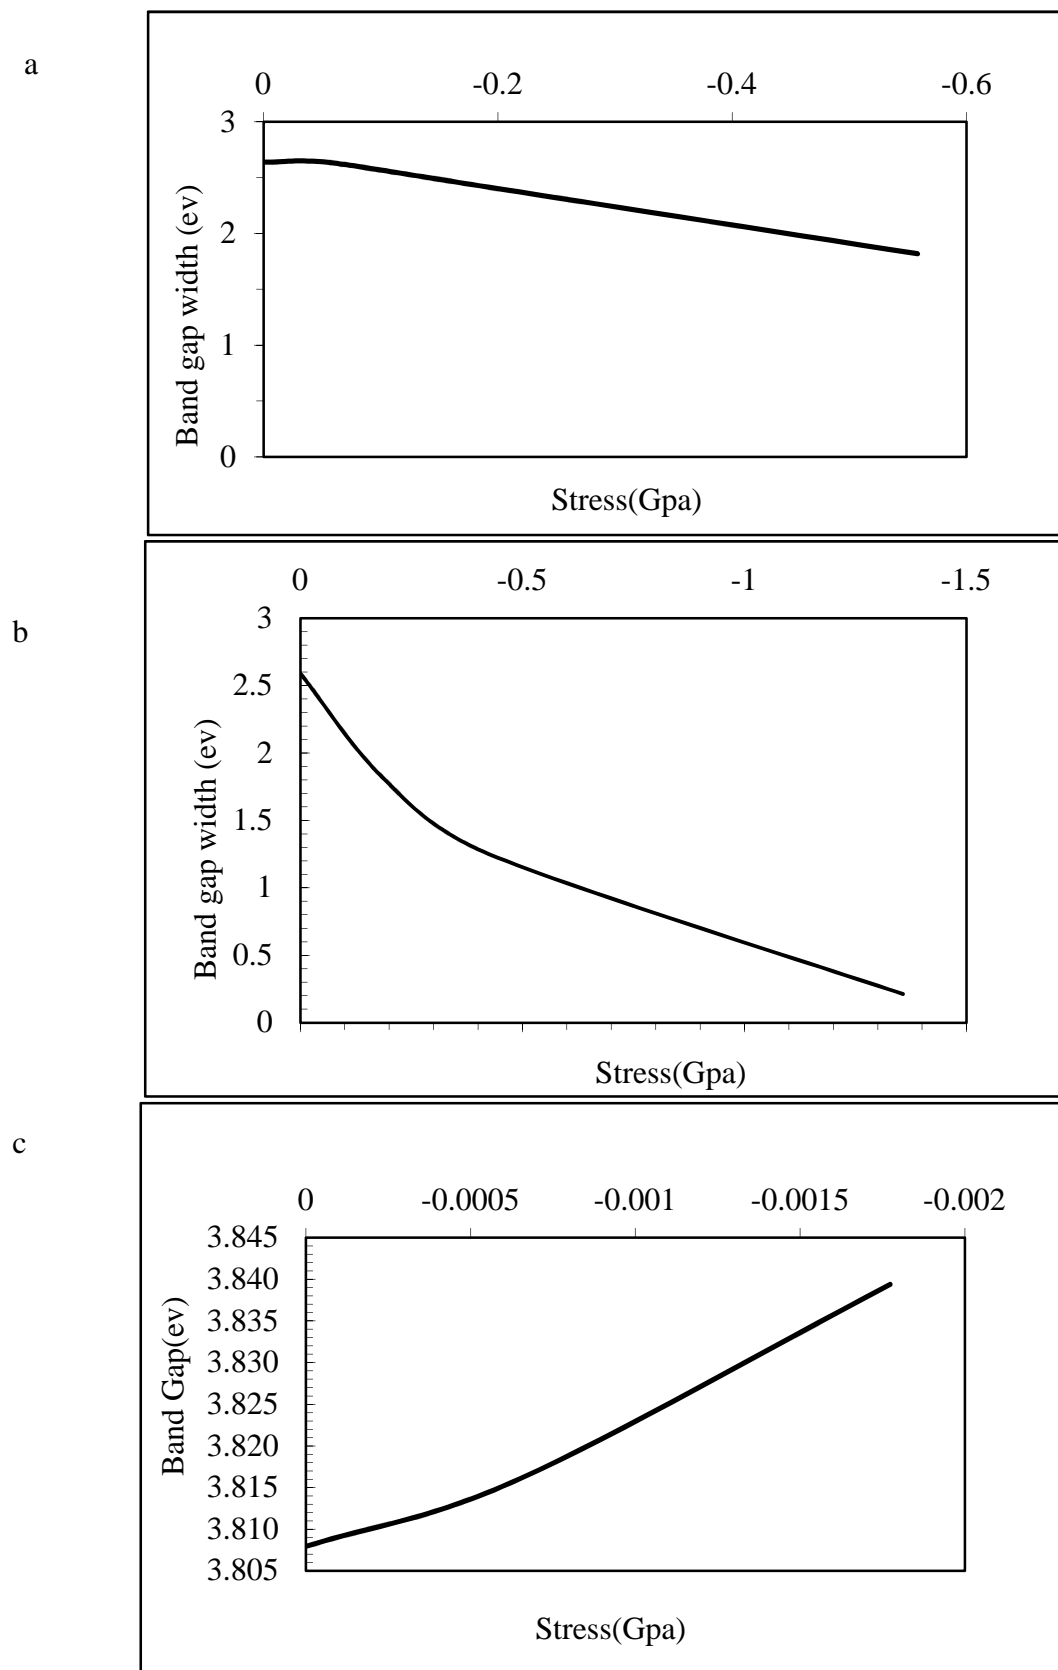 a
0 -0.2 -0.4 -0.6
3
2
1
0
Band gap width (ev)
Stress(Gpa)
b
0 -0.5 -1 -1.5
3
2.5
2
1.5
1
0.5
0
Band gap width (ev)
Stress(Gpa)
c
0 -0.0005 -0.001 -0.0015 -0.002
3.845
3.840
3.835
3.830
3.825
3.820
3.815
3.810
3.805
Band Gap(ev)
Stress(Gpa)